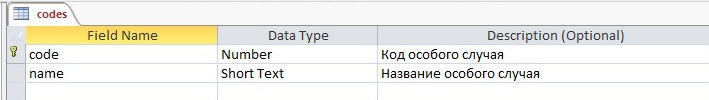 codes
Field Name Data Type Description (Optional)
code Number Код особого случая
name Short Text Название особого случая